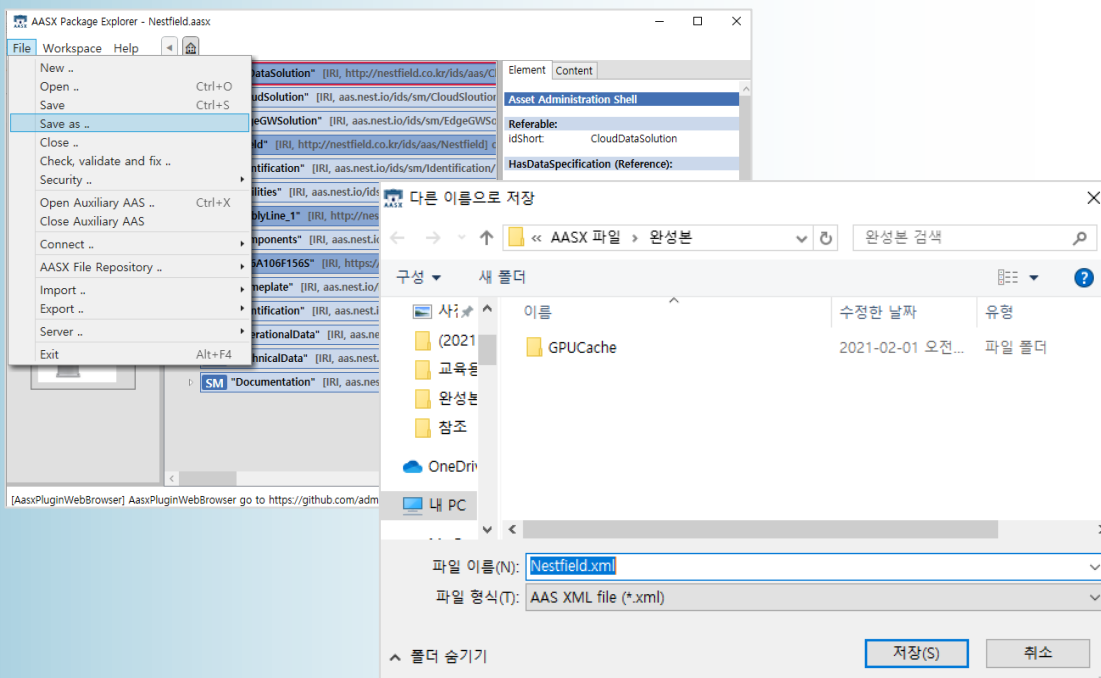 AASX Package Explorer - Nestfield.aasx
File Workspace Help
New ..
Open .. Ctrl+O
Save Ctrl+S
Save as ..
Close ..
Check, validate and fix ..
Security ..
Open Auxiliary AAS .. Ctrl+X
Close Auxiliary AAS
Connect ..
AASX File Repository ..
Import ..
Export ..
Server ..
Exit Alt+F4
DataSolution" [IRI, http://nestfield.co.kr/ids/aas/Cl
udSolution" [IRI, aas.nest.io/ids/sm/CloudSloution
geGWSolution" [IRI, aas.nest.io/ids/sm/EdgeGWSo
eld" [IRI, http://nestfield.co.kr/ids/aas/Nestfield] o
ntification" [IRI, aas.nest.io/ids/sm/Identification/
ilities" [IRI, aas.nest.io/ids
blyLine_1" [IRI, http://nes
mponents" [IRI, aas.nest.io
6A106F156S" [IRI, https:/
meplate" [IRI, aas.nest.io/
ntification" [IRI, aas.nest.i
erationalData" [IRI, aas.ne
hnicalData" [IRI, aas.nest.
SM "Documentation" [IRI, aas.nes
Element Content
Asset Administration Shell
Referable:
idShort: CloudDataSolution
HasDataSpecification (Reference):
[AasxPluginWebBrowser] AasxPluginWebBrowser go to https://github.com/adm
AASX 다른 이름으로 저장
« AASX 파일 › 완성본
완성본 검색
구성 새 폴더
이름 수정한 날짜 유형
GPUCache 2021-02-01 오전... 파일 폴더
(2021
교육용
완성본
참조
OneDriv
내 PC
파일 이름(N): Nestfield.xml
파일 형식(T): AAS XML file (*.xml)
폴더 숨기기 저장(S) 취소